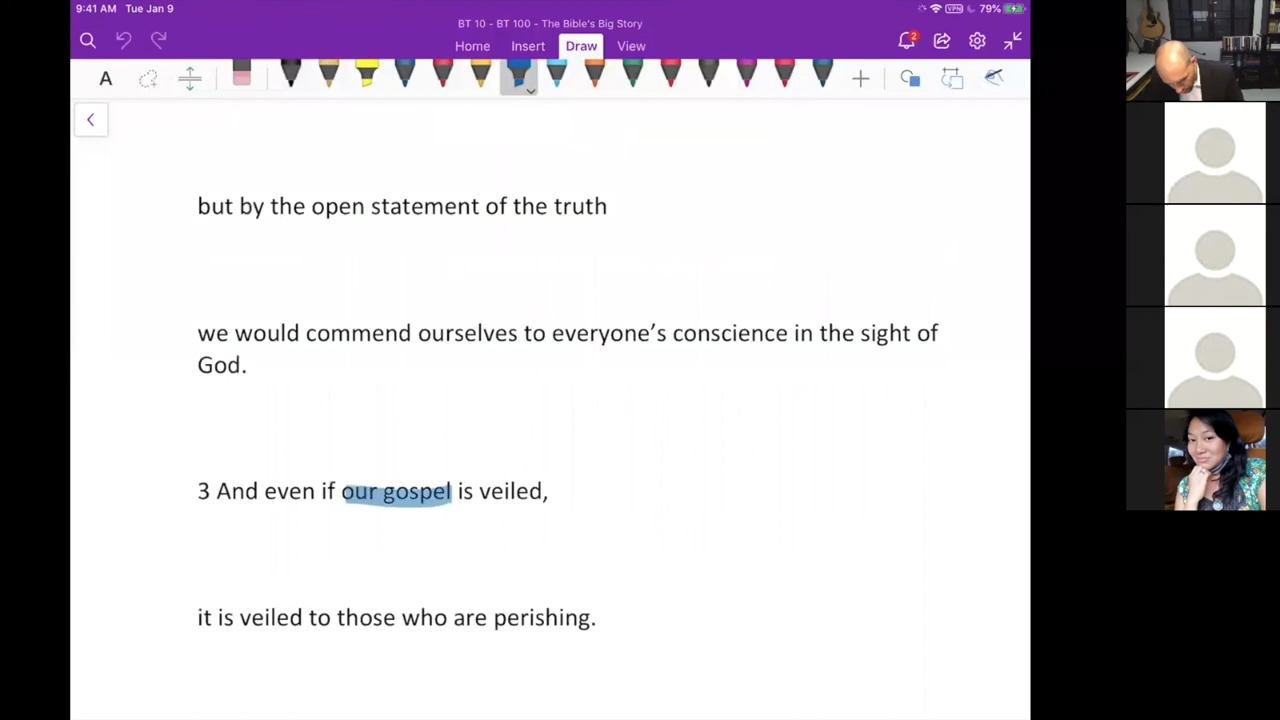 9:41 AM Tue Jan 9
VPN 79%
BT 10 - BT 100 - The Bible's Big Story
2
Home Insert Draw View
A
but by the open statement of the truth
we would commend ourselves to everyone’s conscience in the sight of
God.
3 And even if our gospel is veiled,
it is veiled to those who are perishing.